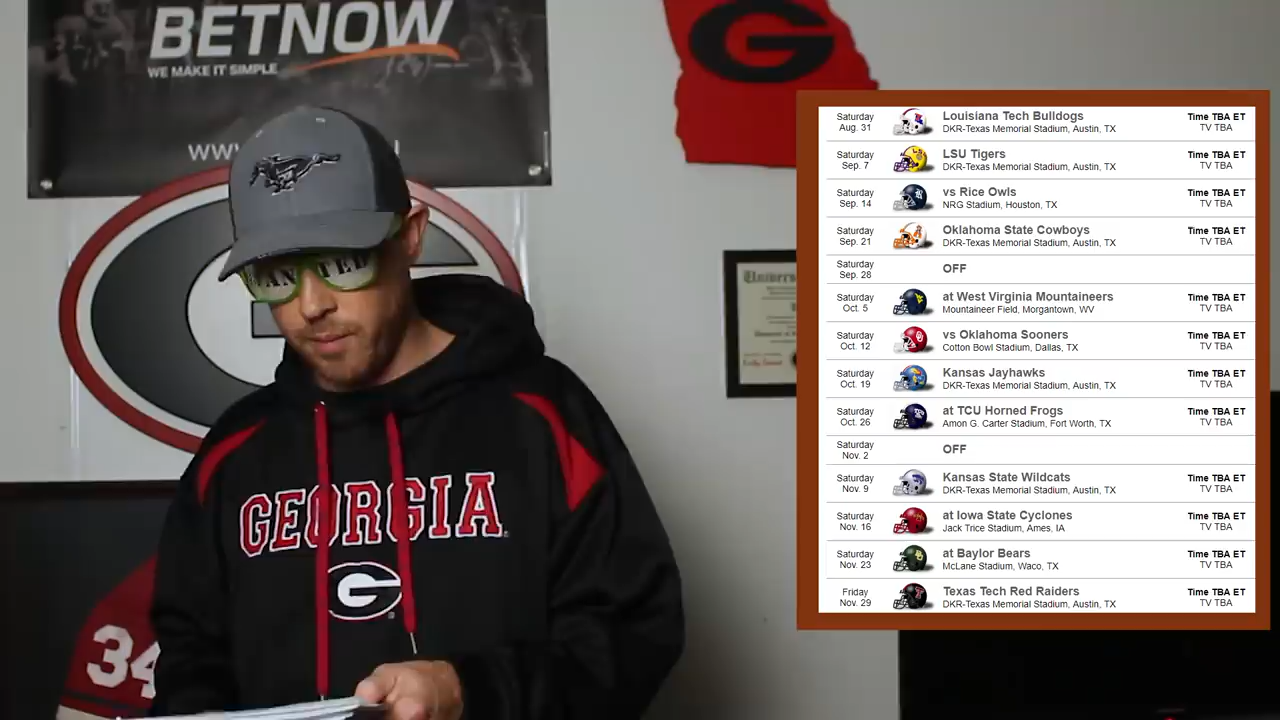 BETNOW
WE MAKE IT SIMPLE
WWW
G
WANTED
GEORGIA
G
34
Saturday
Aug. 31
Louisiana Tech Bulldogs
DKR-Texas Memorial Stadium, Austin, TX
Time TBA ET
TV TBA
Saturday
Sep. 7
LSU Tigers
DKR-Texas Memorial Stadium, Austin, TX
Time TBA ET
TV TBA
Saturday
Sep. 14
vs Rice Owls
NRG Stadium, Houston, TX
Time TBA ET
TV TBA
Saturday
Sep. 21
Oklahoma State Cowboys
DKR-Texas Memorial Stadium, Austin, TX
Time TBA ET
TV TBA
Saturday
Sep. 28
OFF
Saturday
Oct. 5
at West Virginia Mountaineers
Mountaineer Field, Morgantown, WV
Time TBA ET
TV TBA
Saturday
Oct. 12
vs Oklahoma Sooners
Cotton Bowl Stadium, Dallas, TX
Time TBA ET
TV TBA
Saturday
Oct. 19
Kansas Jayhawks
DKR-Texas Memorial Stadium, Austin, TX
Time TBA ET
TV TBA
Saturday
Oct. 26
at TCU Horned Frogs
Amon G. Carter Stadium, Fort Worth, TX
Time TBA ET
TV TBA
Saturday
Nov. 2
OFF
Saturday
Nov. 9
Kansas State Wildcats
DKR-Texas Memorial Stadium, Austin, TX
Time TBA ET
TV TBA
Saturday
Nov. 16
at Iowa State Cyclones
Jack Trice Stadium, Ames, IA
Time TBA ET
TV TBA
Saturday
Nov. 23
at Baylor Bears
McLane Stadium, Waco, TX
Time TBA ET
TV TBA
Friday
Nov. 29
Texas Tech Red Raiders
DKR-Texas Memorial Stadium, Austin, TX
Time TBA ET
TV TBA